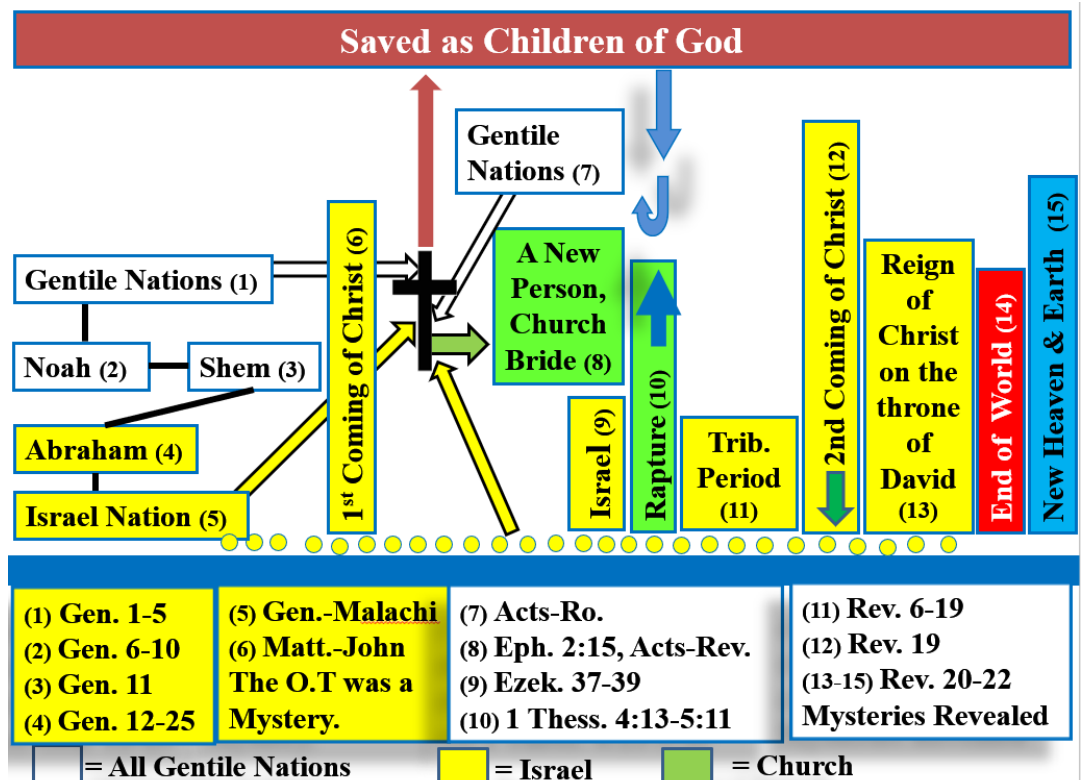 Saved as Children of God
Gentile
Nations (7)
Gentile Nations (1)
Noah (2)
Shem (3)
Abraham (4)
Israel Nation (5)
1st Coming of Christ (6)
A New
Person,
Church
Bride (8)
Israel (9)
Rapture (10)
Trib.
Period
(11)
2nd Coming of Christ (12)
Reign
of
Christ
on the
throne
of
David
(13)
End of World (14)
New Heaven & Earth (15)
(1) Gen. 1-5
(2) Gen. 6-10
(3) Gen. 11
(4) Gen. 12-25
(5) Gen.-Malachi
(6) Matt.-John
The O.T was a
Mystery.
(7) Acts-Ro.
(8) Eph. 2:15, Acts-Rev.
(9) Ezek. 37-39
(10) 1 Thess. 4:13-5:11
(11) Rev. 6-19
(12) Rev. 19
(13-15) Rev. 20-22
Mysteries Revealed
= All Gentile Nations
= Israel
= Church